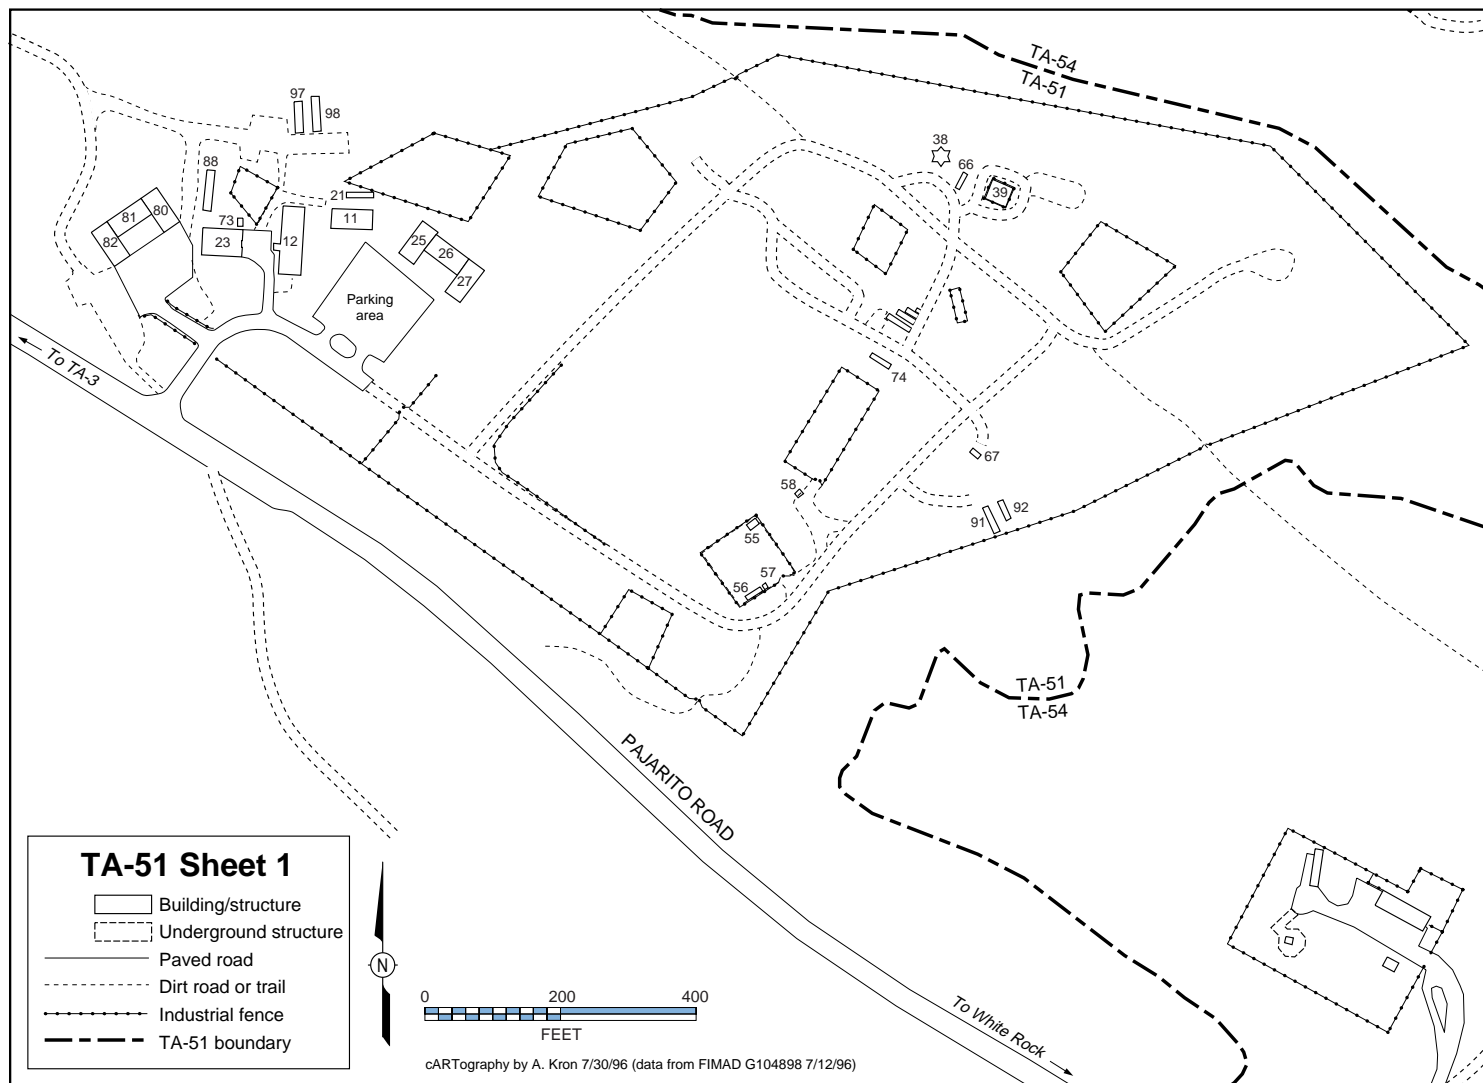 TA-54
TA-51
97
98
38
88
66
21
39
81
80
73
11
82
23
12
25
26
27
Parking
area
To TA-3
74
67
58
92
91
55
57
56
TA-51
TA-54
PAJARITO ROAD
To White Rock
TA-51 Sheet 1
Building/structure
Underground structure
Paved road
Dirt road or trail
Industrial fence
TA-51 boundary
N
0 200 400
FEET
cARTography by A. Kron 7/30/96 (data from FIMAD G104898 7/12/96)